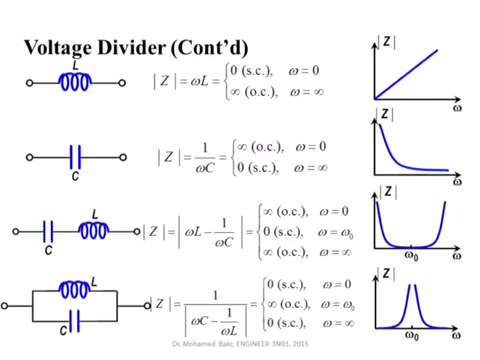 Voltage Divider (Cont'd)
L
| Z | = ωL = { 0 (s.c.), ω = 0
∞ (o.c.), ω = ∞
| Z |
ω
C
| Z | = 1/ωC = { ∞ (o.c.), ω = 0
0 (s.c.), ω = ∞
| Z |
ω
C L
| Z | = | ωL − 1/ωC | = { ∞ (o.c.), ω = 0
0 (s.c.), ω = ω₀
∞ (o.c.), ω = ∞
| Z |
ω₀ ω
L
C
| Z | = 1 / | ωC − 1/ωL | = { 0 (s.c.), ω = 0
∞ (o.c.), ω = ω₀
0 (s.c.), ω = ∞
| Z |
ω₀ ω
Dr. Mohamed Bakr, ENGINEER 3N03, 2015